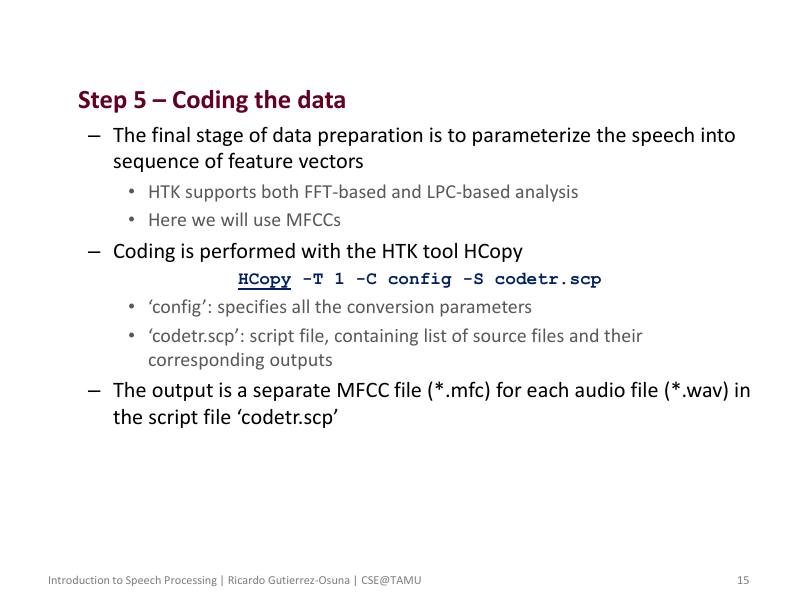 Step 5 – Coding the data
– The final stage of data preparation is to parameterize the speech into
sequence of feature vectors
• HTK supports both FFT-based and LPC-based analysis
• Here we will use MFCCs
– Coding is performed with the HTK tool HCopy
HCopy -T 1 -C config -S codetr.scp
• ‘config’: specifies all the conversion parameters
• ‘codetr.scp’: script file, containing list of source files and their
corresponding outputs
– The output is a separate MFCC file (*.mfc) for each audio file (*.wav) in
the script file ‘codetr.scp’
Introduction to Speech Processing | Ricardo Gutierrez-Osuna | CSE@TAMU 15